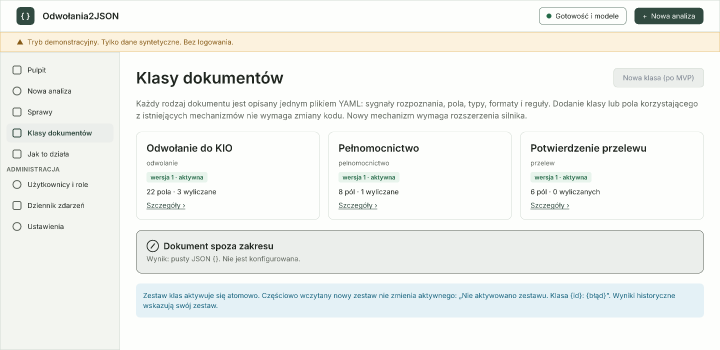 { } Odwołania2JSON
Gotowość i modele
+ Nowa analiza
Tryb demonstracyjny. Tylko dane syntetyczne. Bez logowania.
Pulpit
Nowa analiza
Sprawy
Klasy dokumentów
Jak to działa
ADMINISTRACJA
Użytkownicy i role
Dziennik zdarzeń
Ustawienia
Klasy dokumentów
Nowa klasa (po MVP)
Każdy rodzaj dokumentu jest opisany jednym plikiem YAML: sygnały rozpoznania, pola, typy, formaty i reguły. Dodanie klasy lub pola korzystającego
z istniejących mechanizmów nie wymaga zmiany kodu. Nowy mechanizm wymaga rozszerzenia silnika.
Odwołanie do KIO
odwolanie
wersja 1 · aktywna
22 pola · 3 wyliczane
Szczegóły ›
Pełnomocnictwo
pelnomocnictwo
wersja 1 · aktywna
8 pól · 1 wyliczane
Szczegóły ›
Potwierdzenie przelewu
przelew
wersja 1 · aktywna
6 pól · 0 wyliczanych
Szczegóły ›
Dokument spoza zakresu
Wynik: pusty JSON {}. Nie jest konfigurowana.
Zestaw klas aktywuje się atomowo. Częściowo wczytany nowy zestaw nie zmienia aktywnego: „Nie aktywowano zestawu. Klasa {id}: {błąd}”. Wyniki historyczne
wskazują swój zestaw.